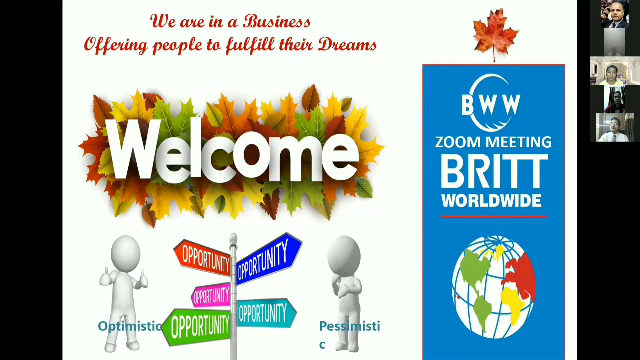 We are in a Business
Offering people to fulfill their Dreams
Welcome
BWW
ZOOM MEETING
BRITT
WORLDWIDE
OPPORTUNITY
OPPORTUNITY
OPPORTUNITY
OPPORTUNITY
OPPORTUNITY
Optimistic
Pessimisti
c